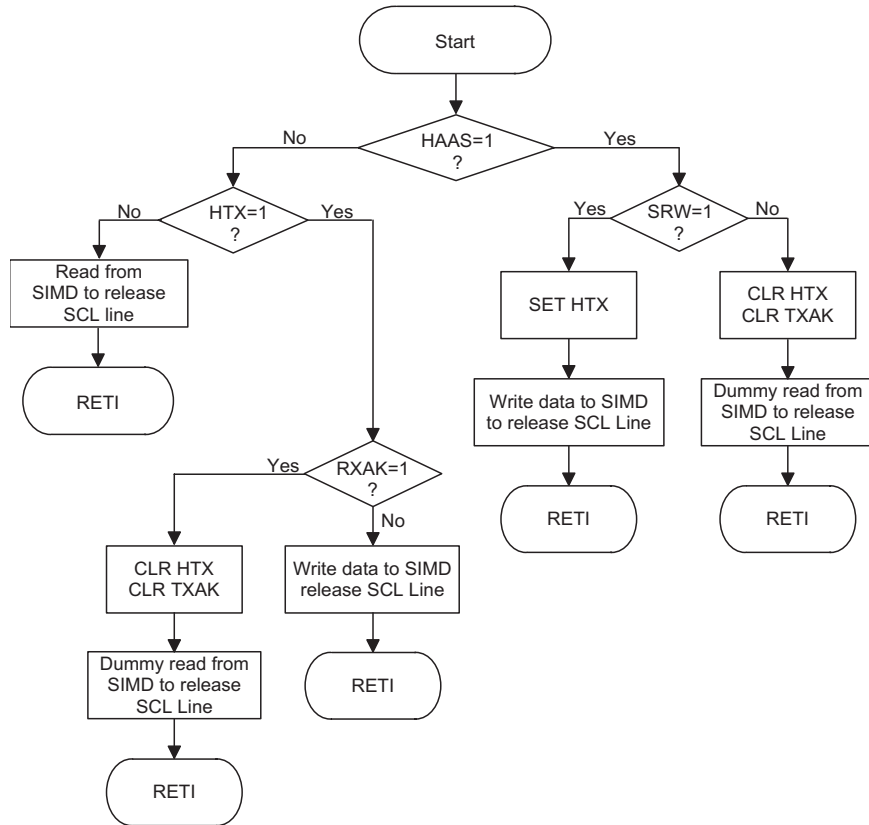 Start
HAAS=1
?
No
Yes
HTX=1
?
No
Yes
SRW=1
?
Yes
No
Read from
SIMD to release
SCL line
RETI
SET HTX
Write data to SIMD
to release SCL Line
RETI
CLR HTX
CLR TXAK
Dummy read from
SIMD to release
SCL Line
RETI
RXAK=1
?
Yes
No
CLR HTX
CLR TXAK
Dummy read from
SIMD to release
SCL Line
RETI
Write data to SIMD
release SCL Line
RETI